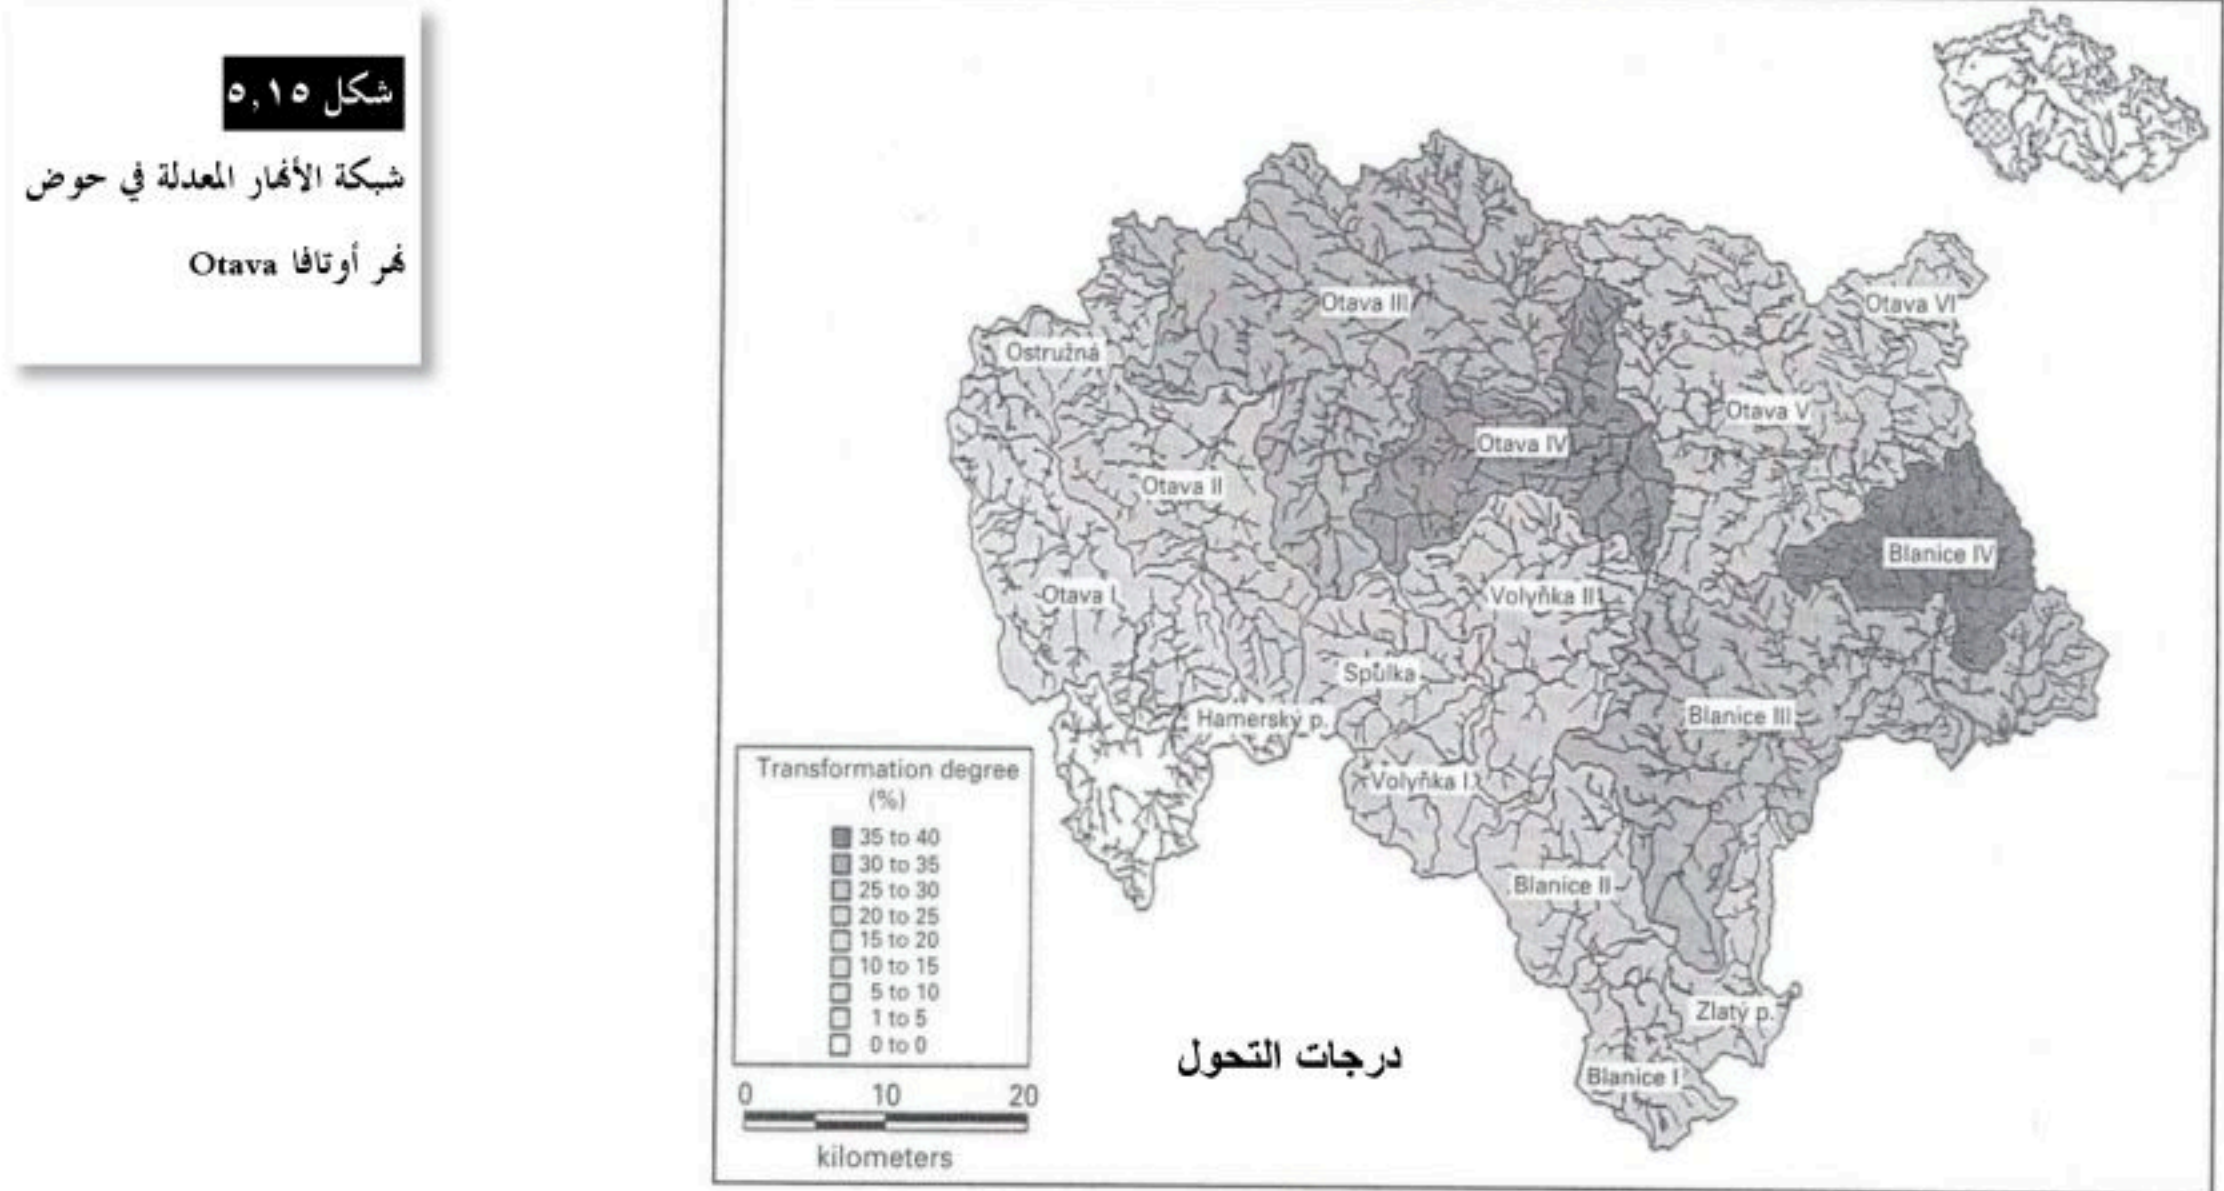 شكل ٥,١٥
شبكة الأنهار المعدلة في حوض
نهر أوتافا Otava
Otava III
Otava VI
Ostružná
Otava V
Otava IV
Otava II
Blanice IV
Otava I
Volyňka II
Spůlka
Hamerský p.
Blanice III
Volyňka I
Blanice II
Zlatý p.
Blanice I
Transformation degree
(%)
35 to 40
30 to 35
25 to 30
20 to 25
15 to 20
10 to 15
5 to 10
1 to 5
0 to 0
درجات التحول
0 10 20
kilometers